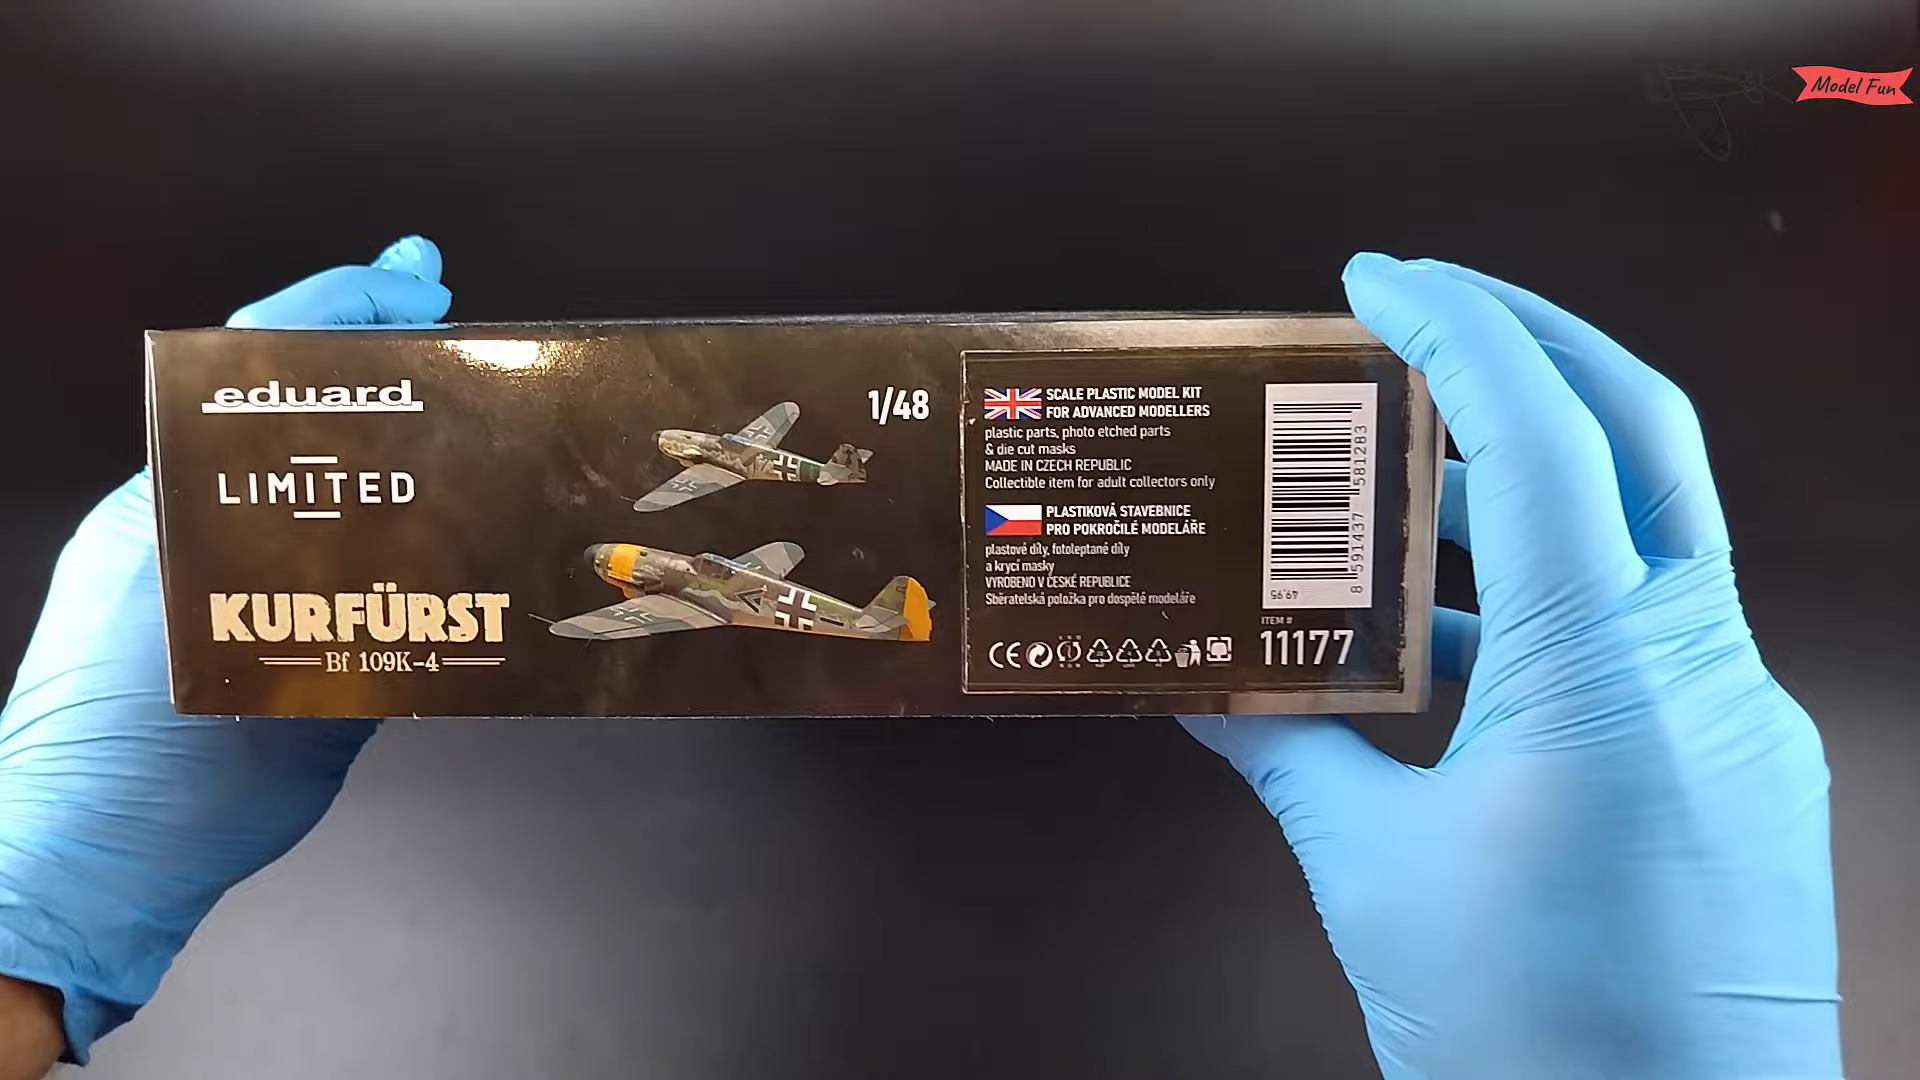 Model Fun
eduard
LIMITED
KURFÜRST
Bf 109K-4
1/48
SCALE PLASTIC MODEL KIT
FOR ADVANCED MODELLERS
plastic parts, photo etched parts
& die cut masks
MADE IN CZECH REPUBLIC
Collectible item for adult collectors only
PLASTIKOVÁ STAVEBNICE
PRO POKROČILÉ MODELÁŘE
plastové díly, fotoleptané díly
a krycí masky
VYROBENO V ČESKÉ REPUBLICE
Sběratelská položka pro dospělé modeláře
CE
8 591437 581283
49,95
ITEM #
11177